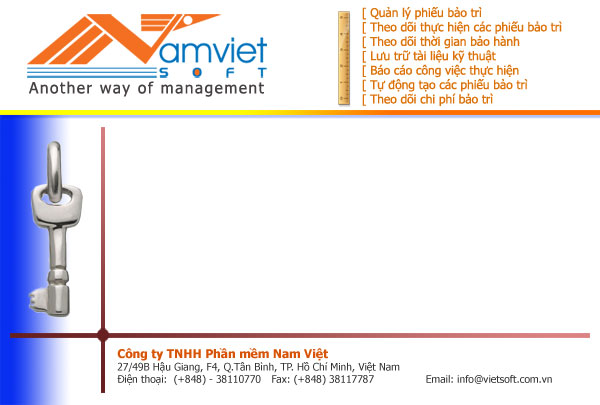 Namviet
SOFT
Another way of management
[ Quản lý phiếu bảo trì
[ Theo dõi thực hiện các phiếu bảo trì
[ Theo dõi thời gian bảo hành
[ Lưu trữ tài liệu kỹ thuật
[ Báo cáo công việc thực hiện
[ Tự động tạo các phiếu bảo trì
[ Theo dõi chi phí bảo trì
Công ty TNHH Phần mềm Nam Việt
27/49B Hậu Giang, F4, Q.Tân Bình, TP. Hồ Chí Minh, Việt Nam
Điện thoại: (+848) - 38110770 Fax: (+848) 38117787 Email: info@vietsoft.com.vn